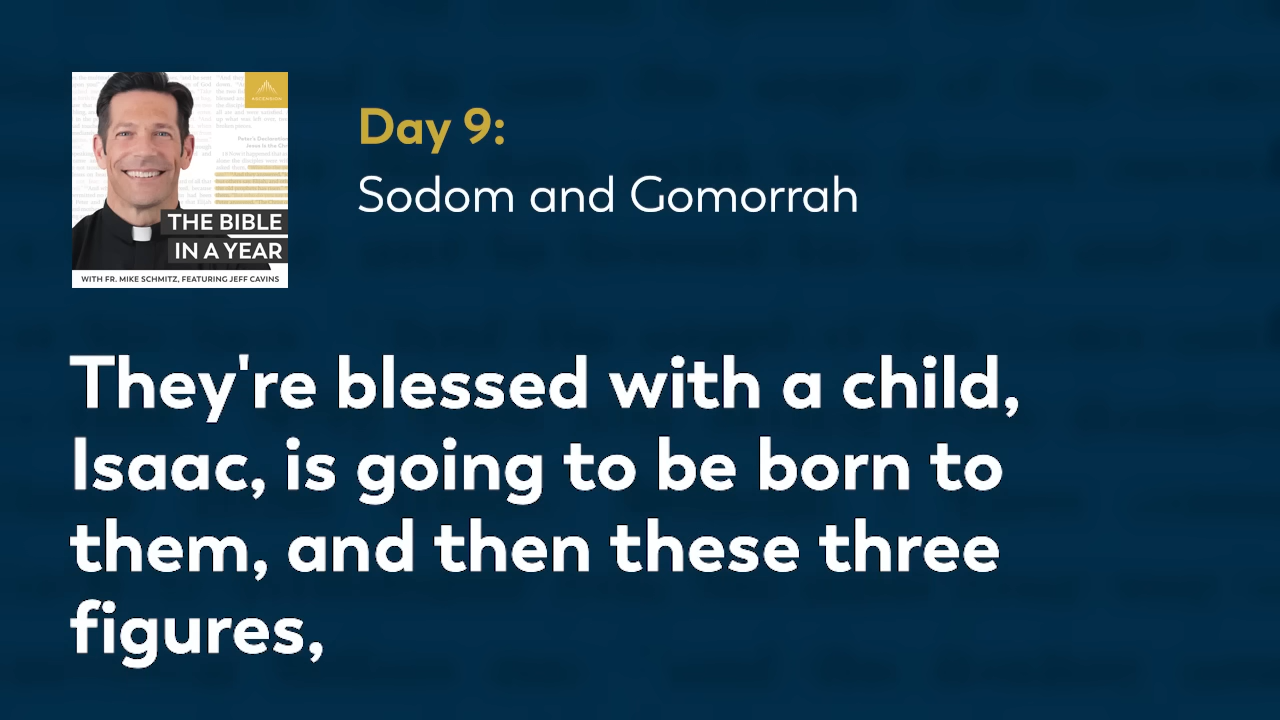 ASCENSION
THE BIBLE
IN A YEAR
WITH FR. MIKE SCHMITZ, FEATURING JEFF CAVINS
Day 9:
Sodom and Gomorrah
They're blessed with a child,
Isaac, is going to be born to
them, and then these three
figures,